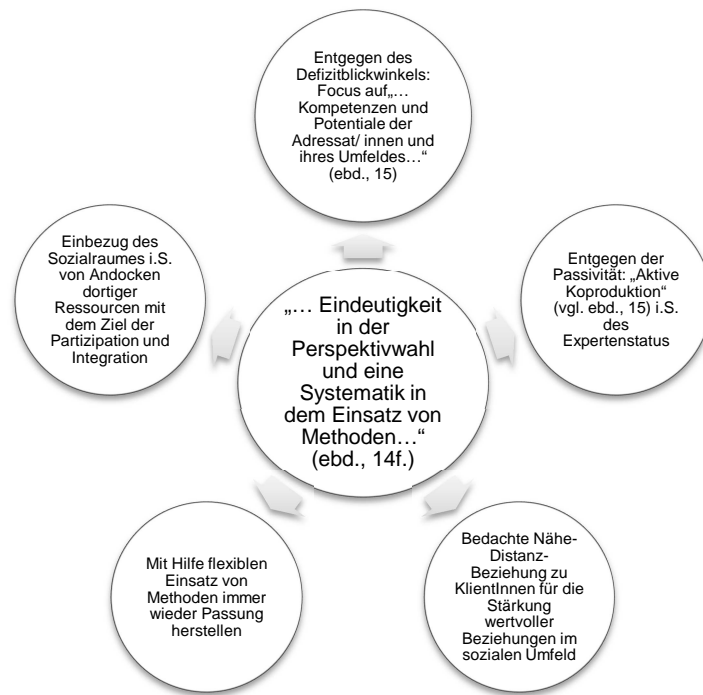 Entgegen des
Defizitblickwinkels:
Focus auf„…
Kompetenzen und
Potentiale der
Adressat/ innen und
ihres Umfeldes…“
(ebd., 15)
Einbezug des
Sozialraumes i.S.
von Andocken
dortiger
Ressourcen mit
dem Ziel der
Partizipation und
Integration
Entgegen der
Passivität: „Aktive
Koproduktion“
(vgl. ebd., 15) i.S.
des
Expertenstatus
„… Eindeutigkeit
in der
Perspektivwahl
und eine
Systematik in
dem Einsatz von
Methoden…“
(ebd., 14f.)
Mit Hilfe flexiblen
Einsatz von
Methoden immer
wieder Passung
herstellen
Bedachte Nähe-
Distanz-
Beziehung zu
KlientInnen für die
Stärkung
wertvoller
Beziehungen im
sozialen Umfeld